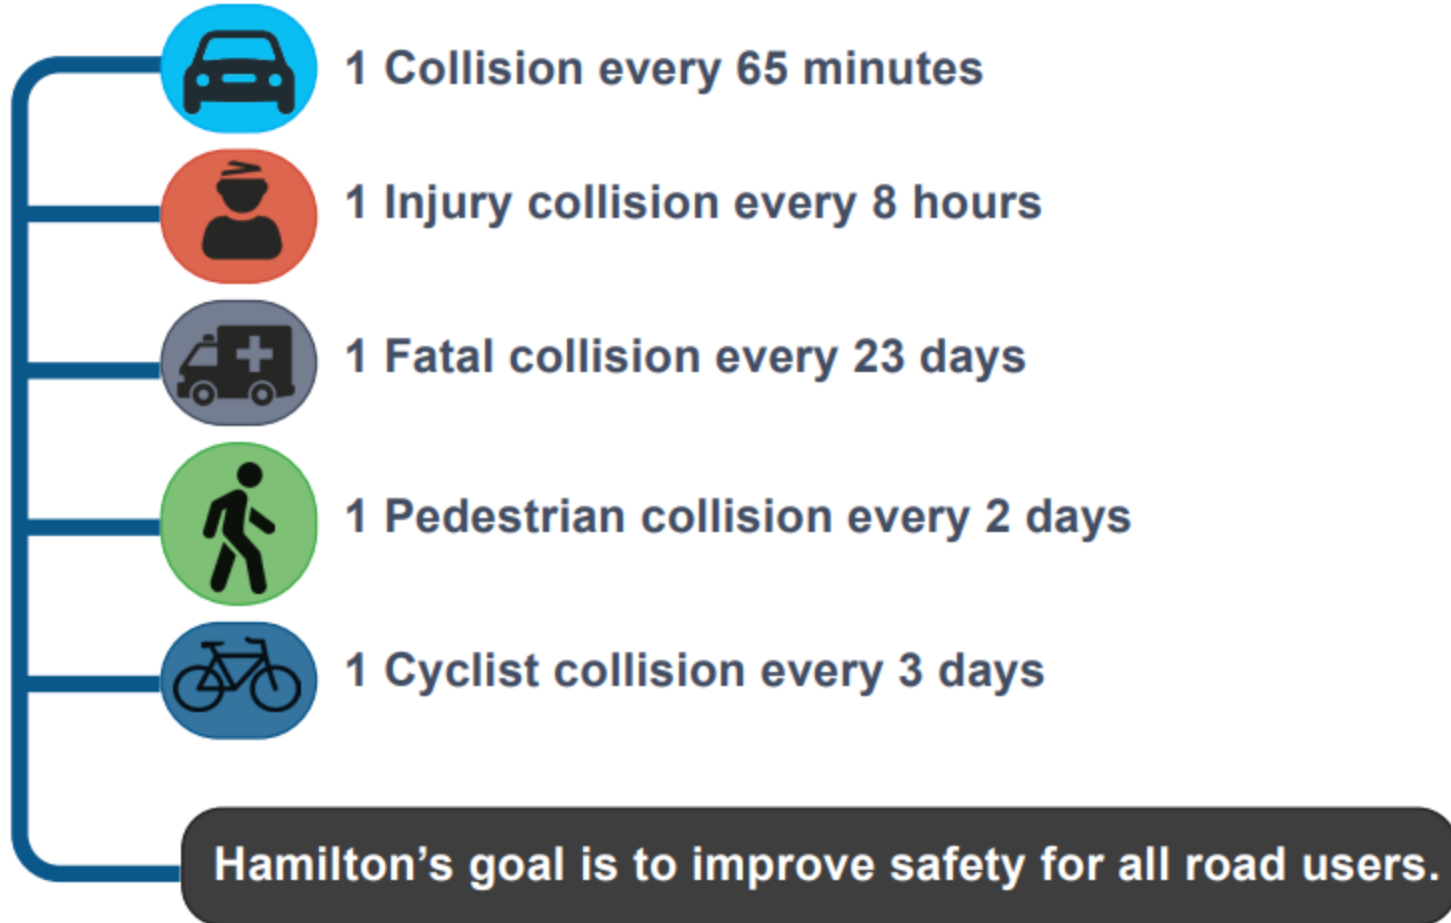 1 Collision every 65 minutes
1 Injury collision every 8 hours
1 Fatal collision every 23 days
1 Pedestrian collision every 2 days
1 Cyclist collision every 3 days
Hamilton’s goal is to improve safety for all road users.